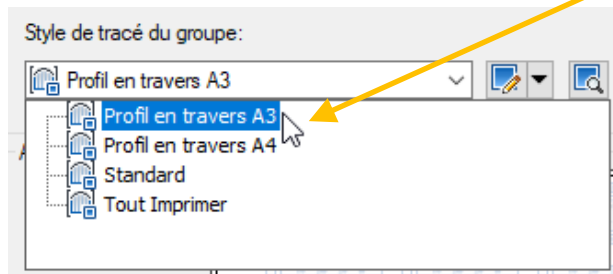 Style de tracé du groupe:
Profil en travers A3
Profil en travers A3
Profil en travers A4
Standard
Tout Imprimer